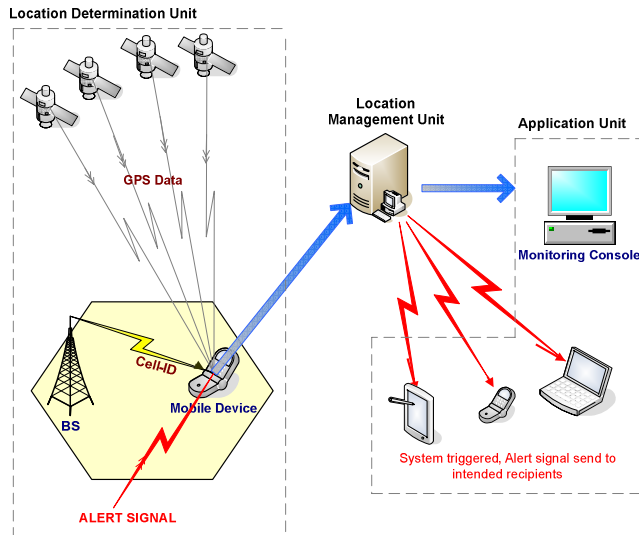 Location Determination Unit
GPS Data
Cell-ID
BS
Mobile Device
ALERT SIGNAL
Location
Management Unit
Application Unit
Monitoring Console
System triggered, Alert signal send to
intended recipients